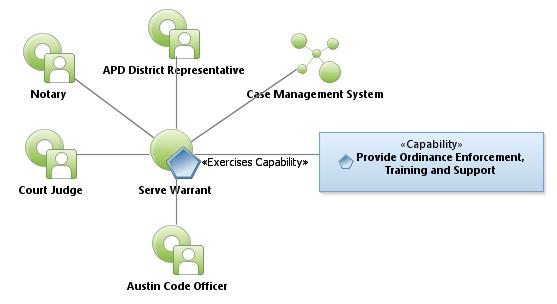 APD District Representative
Notary
Case Management System
Court Judge
Serve Warrant
«Exercises Capability»
«Capability»
Provide Ordinance Enforcement,
Training and Support
Austin Code Officer